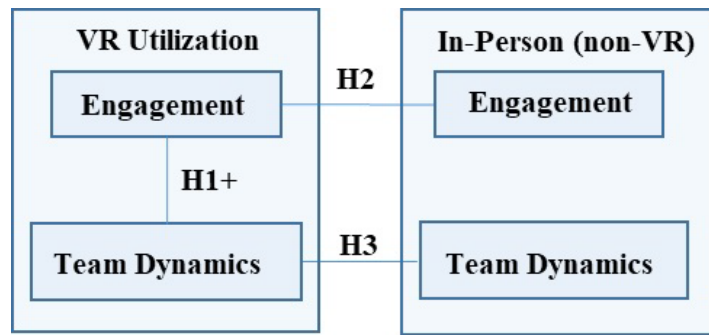 VR Utilization
In-Person (non-VR)
Engagement
H2
Engagement
H1+
Team Dynamics
H3
Team Dynamics